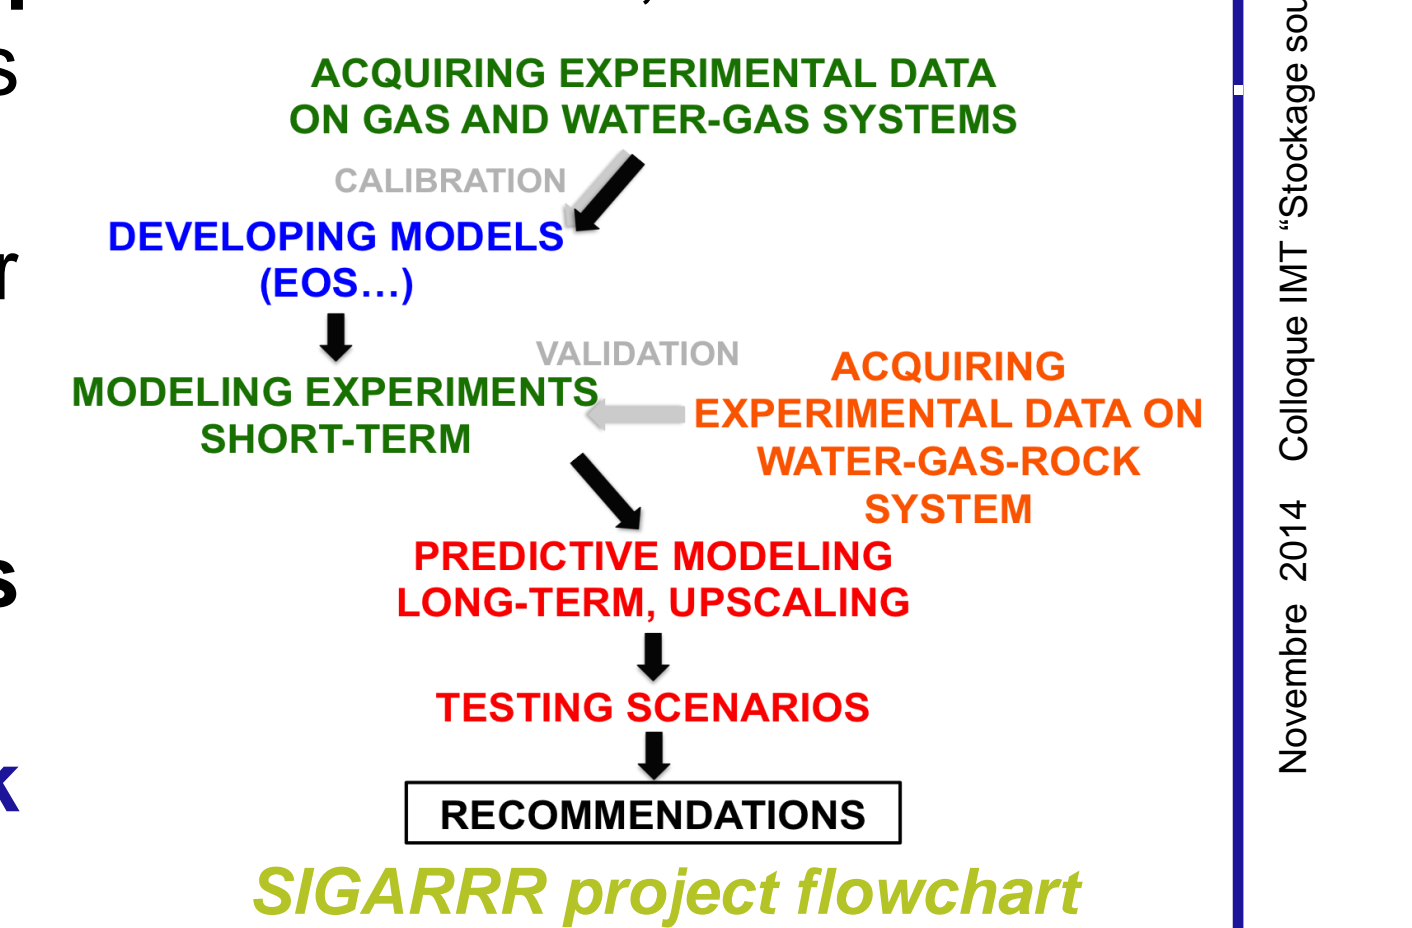 ACQUIRING EXPERIMENTAL DATA
ON GAS AND WATER-GAS SYSTEMS
CALIBRATION
DEVELOPING MODELS
(EOS…)
VALIDATION
MODELING EXPERIMENTS
SHORT-TERM
ACQUIRING
EXPERIMENTAL DATA ON
WATER-GAS-ROCK
SYSTEM
PREDICTIVE MODELING
LONG-TERM, UPSCALING
TESTING SCENARIOS
RECOMMENDATIONS
SIGARRR project flowchart
Novembre 2014 Colloque IMT “Stockage